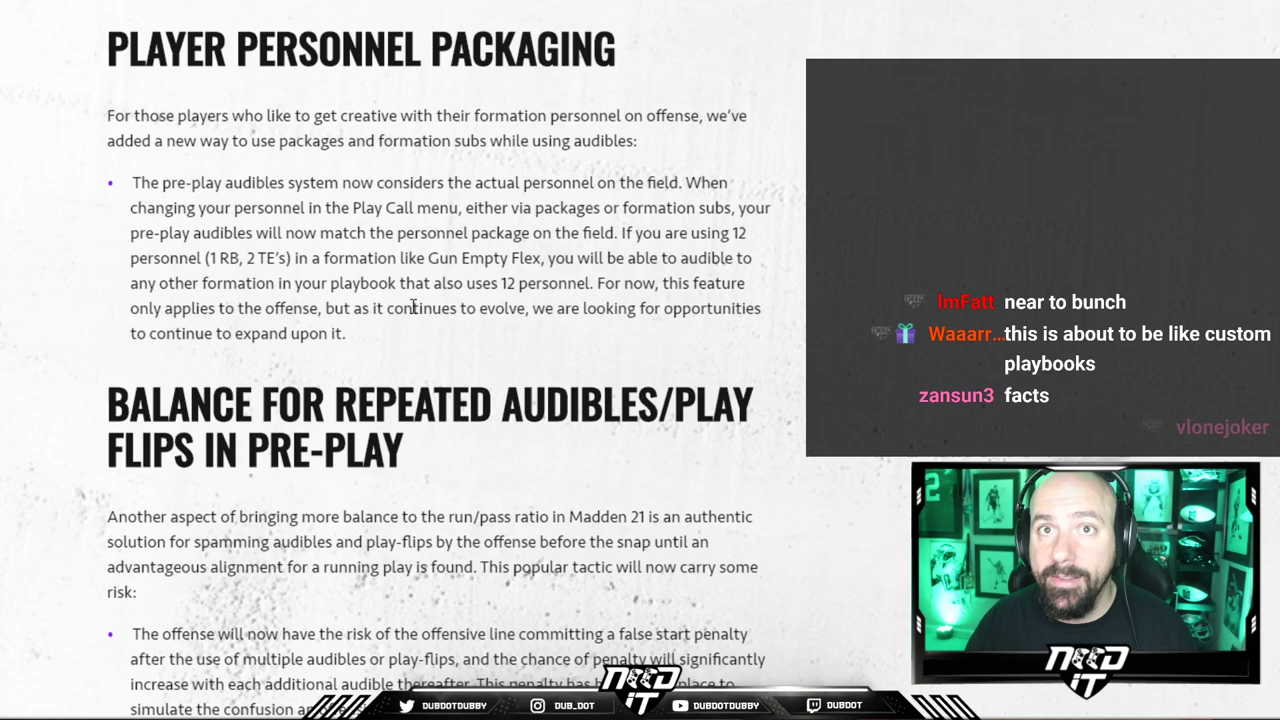 PLAYER PERSONNEL PACKAGING
For those players who like to get creative with their formation personnel on offense, we've
added a new way to use packages and formation subs while using audibles:
• The pre-play audibles system now considers the actual personnel on the field. When
changing your personnel in the Play Call menu, either via packages or formation subs, your
pre-play audibles will now match the personnel package on the field. If you are using 12
personnel (1 RB, 2 TE's) in a formation like Gun Empty Flex, you will be able to audible to
any other formation in your playbook that also uses 12 personnel. For now, this feature
only applies to the offense, but as it continues to evolve, we are looking for opportunities
to continue to expand upon it.
BALANCE FOR REPEATED AUDIBLES/PLAY
FLIPS IN PRE-PLAY
Another aspect of bringing more balance to the run/pass ratio in Madden 21 is an authentic
solution for spamming audibles and play-flips by the offense before the snap until an
advantageous alignment for a running play is found. This popular tactic will now carry some
risk:
• The offense will now have the risk of the offensive line committing a false start penalty
after the use of multiple audibles or play-flips, and the chance of penalty will significantly
increase with each additional audible thereafter. This penalty has place to
simulate the confusion
ImFatt near to bunch
Waaarr... this is about to be like custom
playbooks
zansun3 facts
vlonejoker
2
NEED
IT
NEED
IT
DUBDOTDUBBY
DUB_DOT
DUBDOTDUBBY
DUBDOT